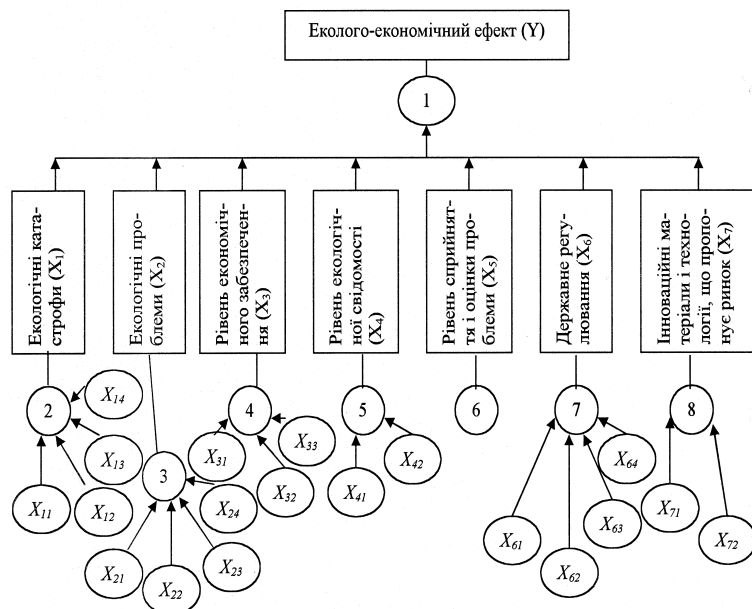 Еколого-економічний ефект (Y)
1
Екологічні ката-
строфи (X1)
Екологічні про-
блеми (X2)
Рівень економіч-
ного забезпечен-
ня (X3)
Рівень екологіч-
ної свідомості
(X4)
Рівень сприйнят-
тя і оцінки про-
блеми (X5)
Державне регу-
лювання (X6)
Інноваційні ма-
теріали і техно-
логії, що пропо-
нує ринок (X7)
2
X14
X13
X11
X12
3
X24
X21
X22
X23
4
X31
X33
X32
5
X41
X42
6
7
X64
X63
X61
X62
8
X71
X72